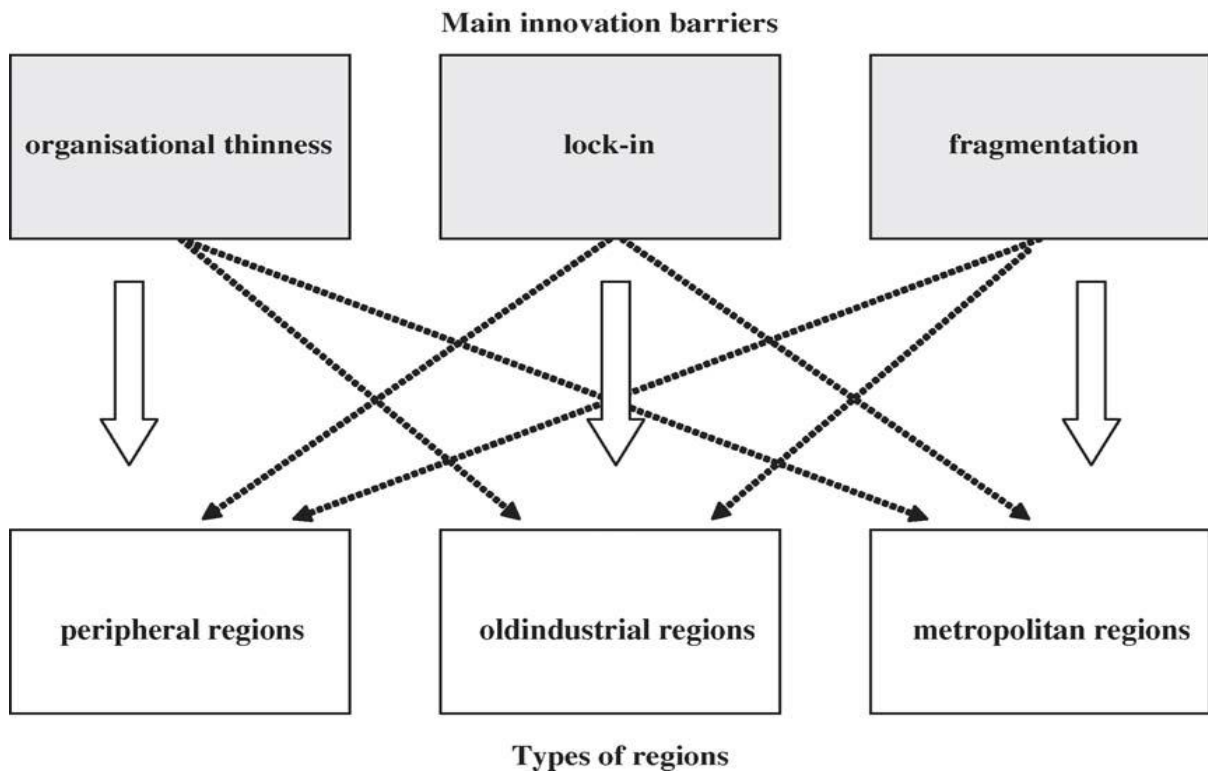 Main innovation barriers
organisational thinness
lock-in
fragmentation
peripheral regions
oldindustrial regions
metropolitan regions
Types of regions